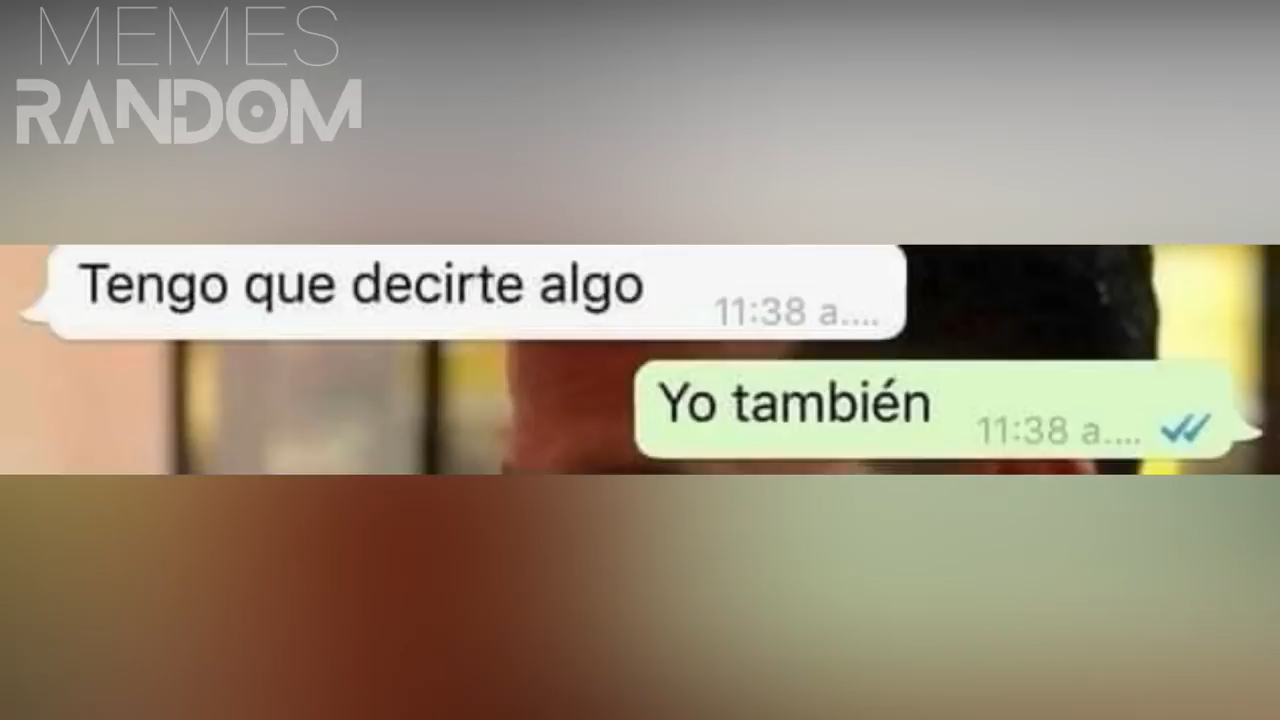 MEMES
RANDOM
Tengo que decirte algo
11:38 a....
Yo también
11:38 a....